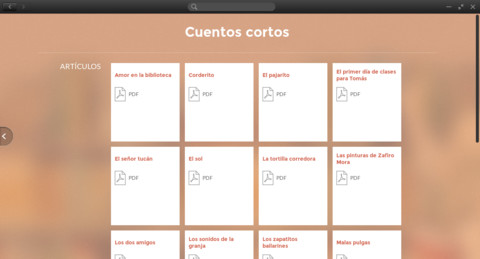 Cuentos cortos
ARTÍCULOS
Amor en la biblioteca
PDF
Corderito
PDF
El pajarito
PDF
El primer día de clases
para Tomás
PDF
El señor tucán
PDF
El sol
PDF
La tortilla corredora
PDF
Las pinturas de Zafiro
Mora
PDF
Los dos amigos
Los sonidos de la
granja
Los zapatitos
bailarines
Malas pulgas